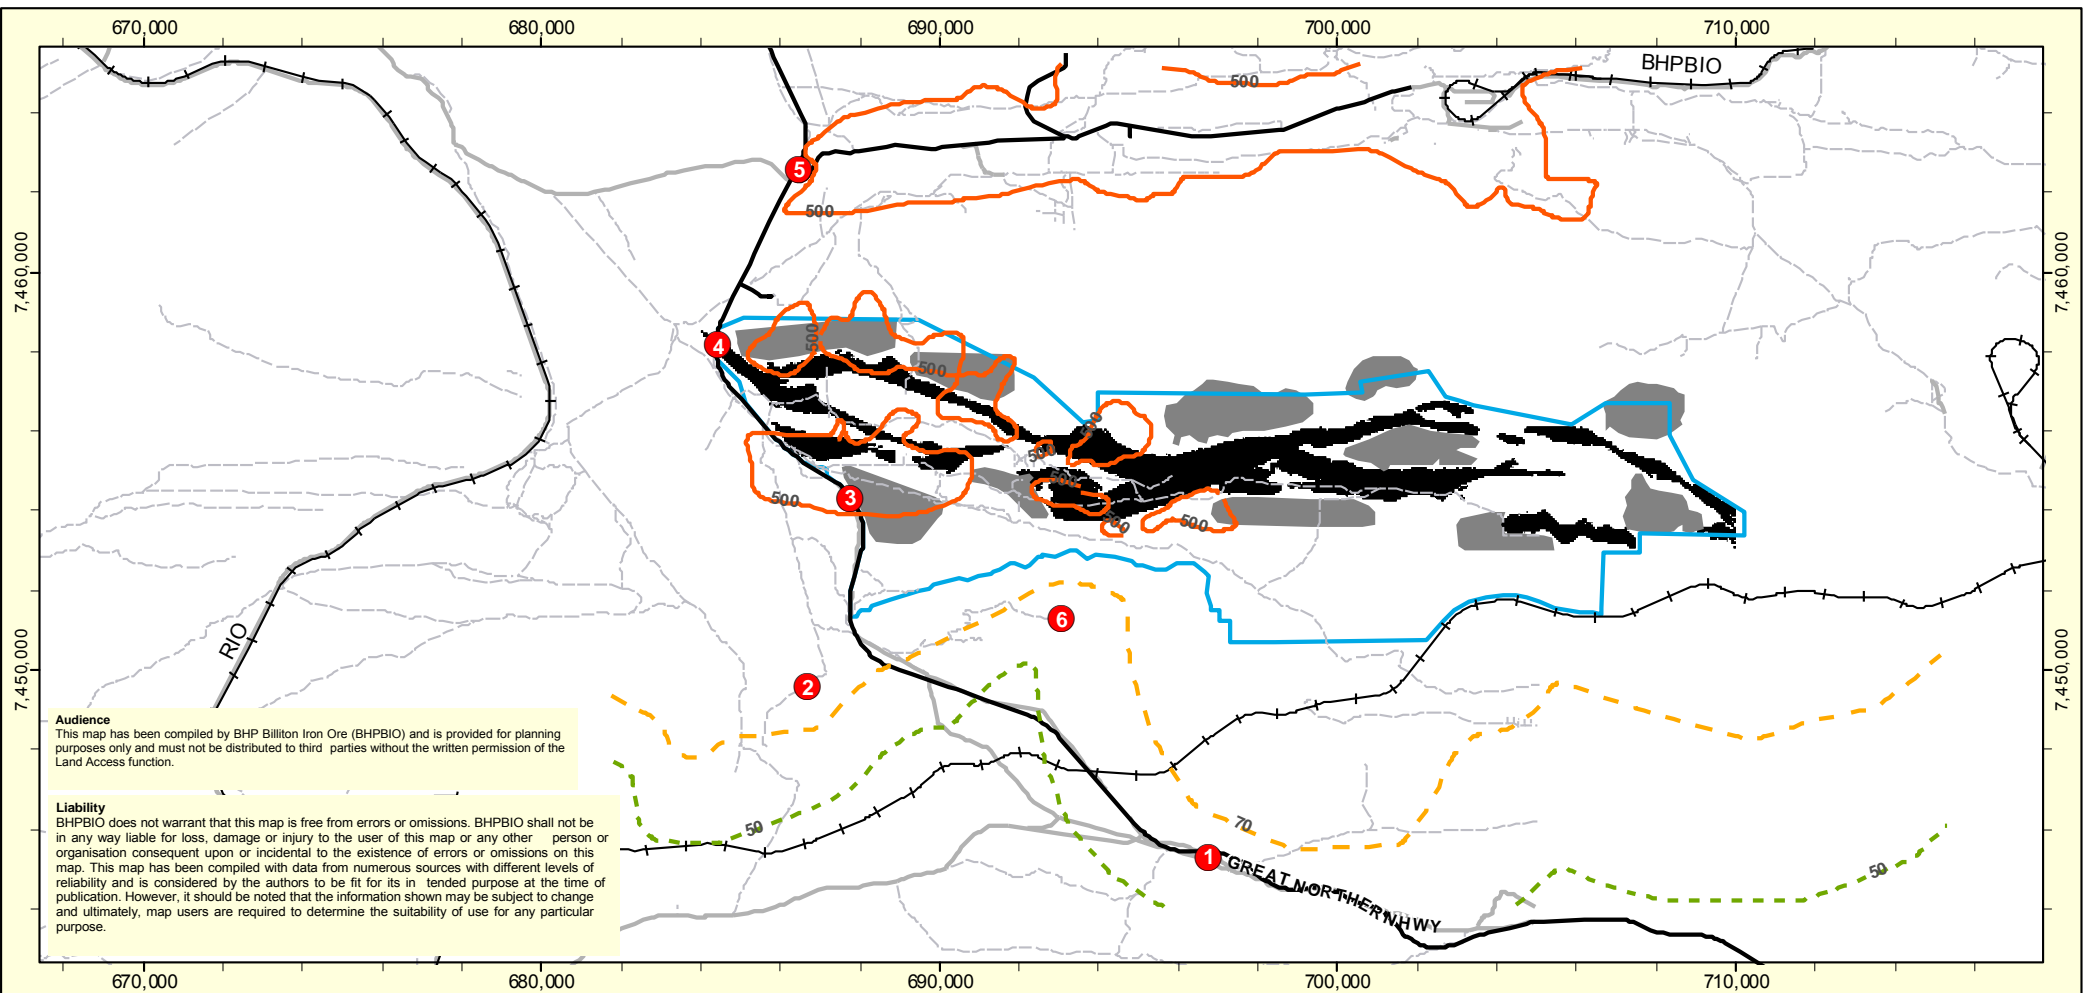 670,000 680,000 690,000 700,000 710,000
BHPBIO
500
500
5
500
7,460,000 7,460,000
4
500
500
500
500
500
3
500
500
500
6
RIO
7,450,000 7,450,000
2
Audience
This map has been compiled by BHP Billiton Iron Ore (BHPBIO) and is provided for planning
purposes only and must not be distributed to third parties without the written permission of the
Land Access function.
Liability
BHPBIO does not warrant that this map is free from errors or omissions. BHPBIO shall not be
in any way liable for loss, damage or injury to the user of this map or any other person or
organisation consequent upon or incidental to the existence of errors or omissions on this
map. This map has been compiled with data from numerous sources with different levels of
reliability and is considered by the authors to be fit for its in tended purpose at the time of
publication. However, it should be noted that the information shown may be subject to change
and ultimately, map users are required to determine the suitability of use for any particular
purpose.
50
70
1
GREAT NORTHERN HWY
50
670,000 680,000 690,000 700,000 710,000